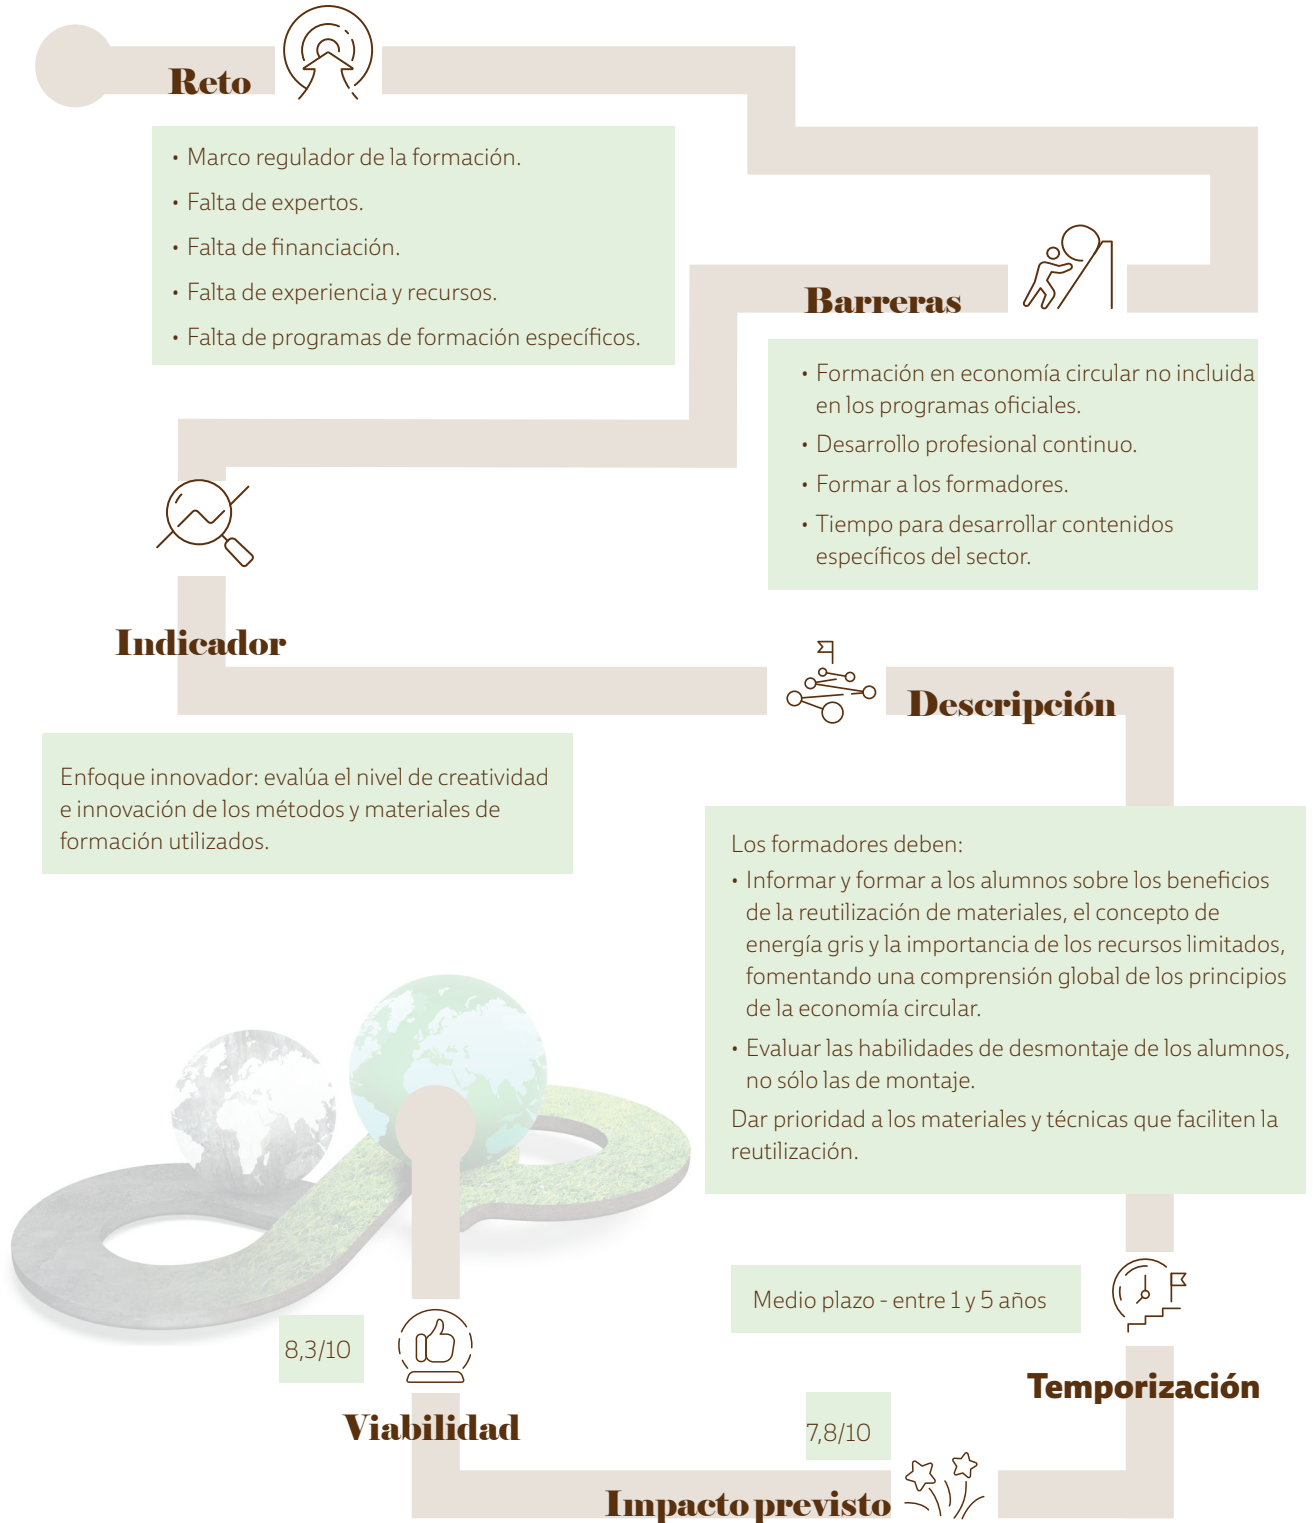 Reto
• Marco regulador de la formación.
• Falta de expertos.
• Falta de financiación.
• Falta de experiencia y recursos.
• Falta de programas de formación específicos.
Barreras
• Formación en economía circular no incluida
en los programas oficiales.
• Desarrollo profesional continuo.
• Formar a los formadores.
• Tiempo para desarrollar contenidos
específicos del sector.
Indicador
Enfoque innovador: evalúa el nivel de creatividad
e innovación de los métodos y materiales de
formación utilizados.
Descripción
Los formadores deben:
• Informar y formar a los alumnos sobre los beneficios
de la reutilización de materiales, el concepto de
energía gris y la importancia de los recursos limitados,
fomentando una comprensión global de los principios
de la economía circular.
• Evaluar las habilidades de desmontaje de los alumnos,
no sólo las de montaje.
Dar prioridad a los materiales y técnicas que faciliten la
reutilización.
Medio plazo - entre 1 y 5 años
Temporización
7,8/10
Impacto previsto
8,3/10
Viabilidad